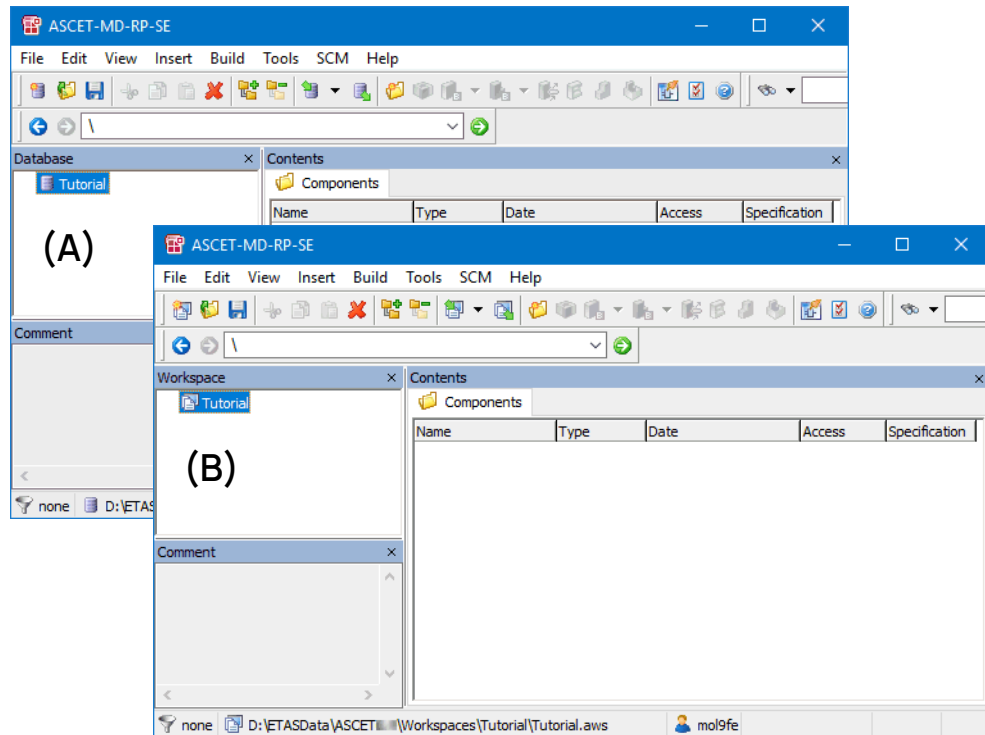 ASCET-MD-RP-SE
File Edit View Insert Build Tools SCM Help
\
Database
Contents
Tutorial
Components
Name Type Date Access Specification
(A)
Comment
none D:\ETAS
ASCET-MD-RP-SE
File Edit View Insert Build Tools SCM Help
\
Workspace
Contents
Tutorial
Components
Name Type Date Access Specification
(B)
Comment
none D:\ETASData\ASCET \Workspaces\Tutorial\Tutorial.aws mol9fe